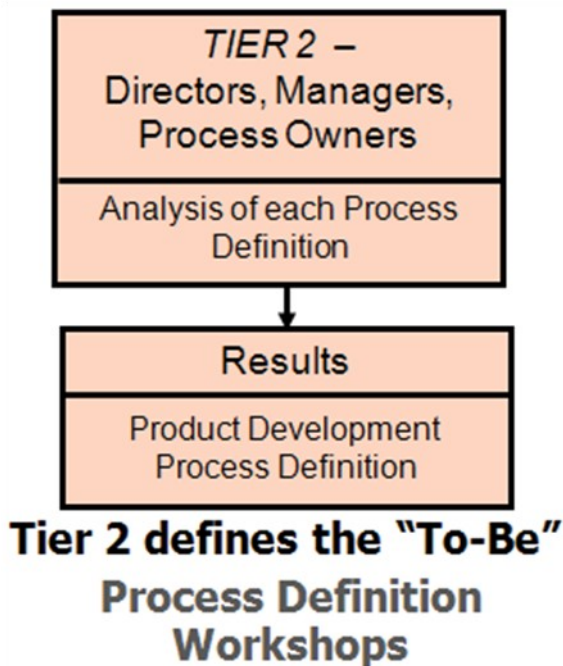 TIER 2 –
Directors, Managers,
Process Owners
Analysis of each Process
Definition
Results
Product Development
Process Definition
Tier 2 defines the “To-Be”
Process Definition
Workshops